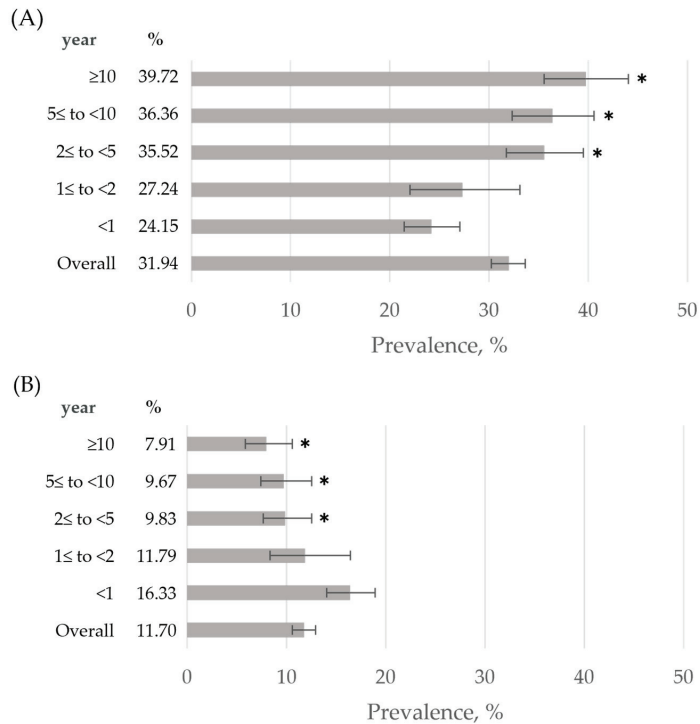 (A)
year %
≥10 39.72 *
5≤ to <10 36.36 *
2≤ to <5 35.52 *
1≤ to <2 27.24
<1 24.15
Overall 31.94
0 10 20 30 40 50
Prevalence, %
(B)
year %
≥10 7.91 *
5≤ to <10 9.67 *
2≤ to <5 9.83 *
1≤ to <2 11.79
<1 16.33
Overall 11.70
0 10 20 30 40 50
Prevalence, %